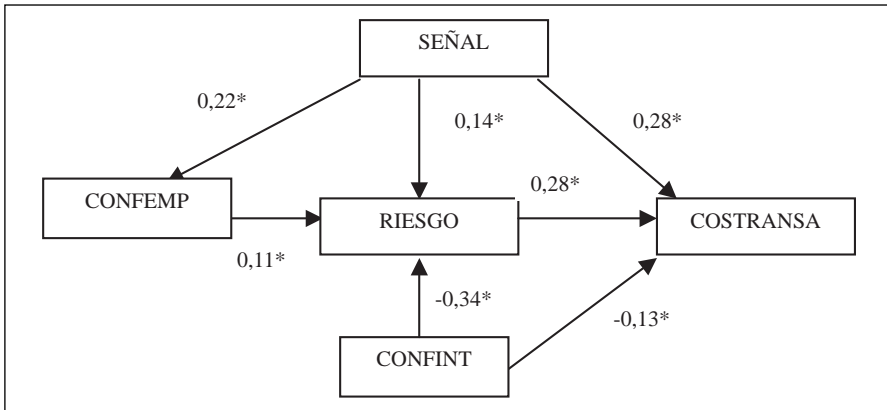 SEÑAL
0,22*
0,14*
0,28*
CONFEMP
0,28*
RIESGO
COSTRANSA
0,11*
-0,34*
-0,13*
CONFINT